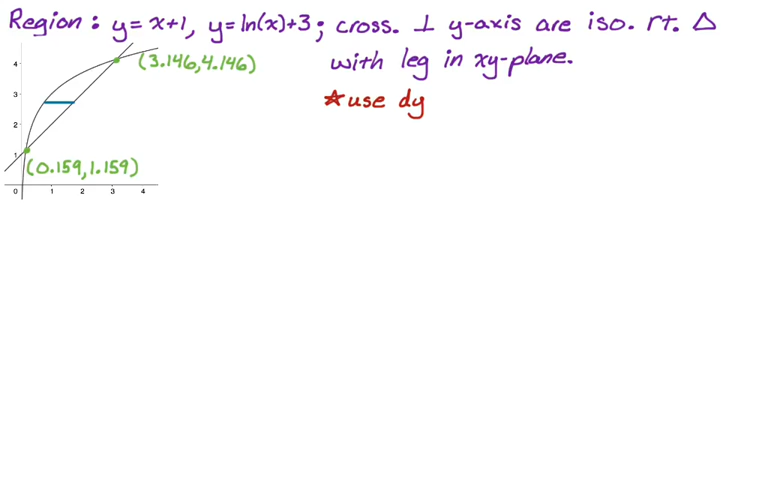 Region: y = x+1, y = ln(x)+3; cross. ⊥ y-axis are iso. rt. △
with leg in xy-plane.
☆ use dy
(3.146,4.146)
(0.159,1.159)
4
3
2
1
0 1 2 3 4